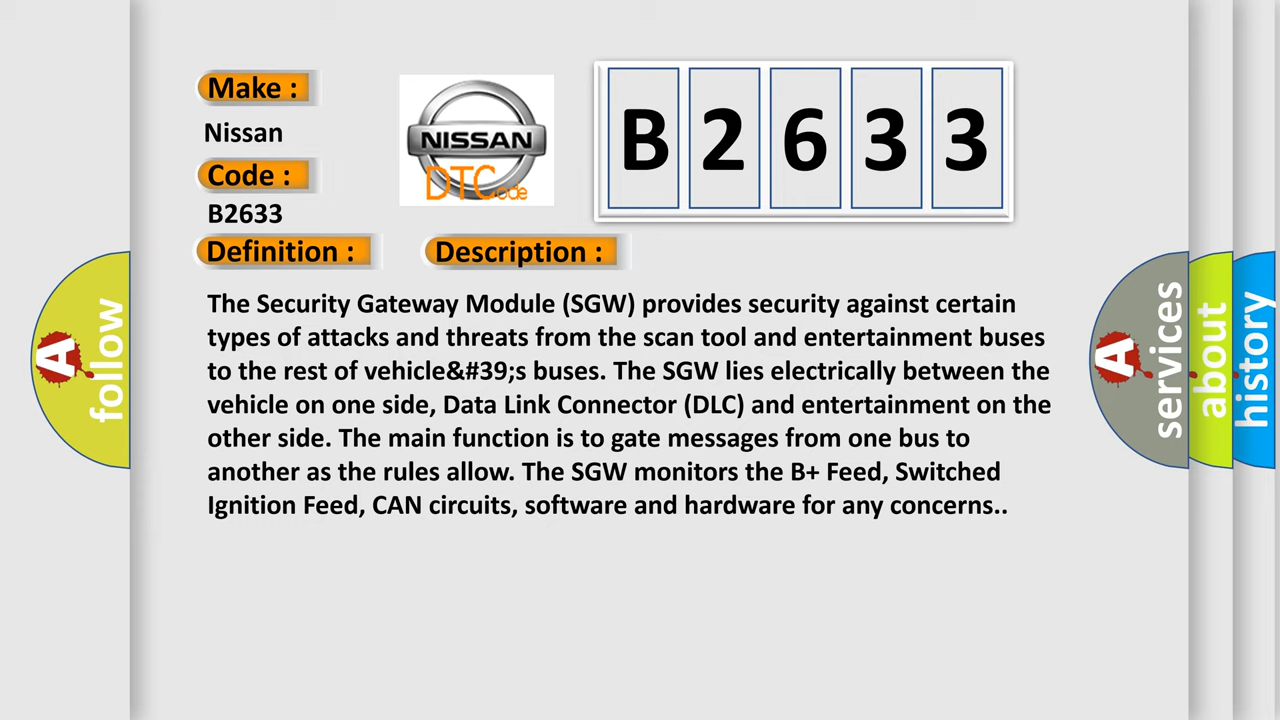 Make :
Nissan
Code :
B2633
NISSAN
DTCode
B2633
Definition :
Description :
The Security Gateway Module (SGW) provides security against certain
types of attacks and threats from the scan tool and entertainment buses
to the rest of vehicle&#39;s buses. The SGW lies electrically between the
vehicle on one side, Data Link Connector (DLC) and entertainment on the
other side. The main function is to gate messages from one bus to
another as the rules allow. The SGW monitors the B+ Feed, Switched
Ignition Feed, CAN circuits, software and hardware for any concerns..
A
follow
A
services
about
history